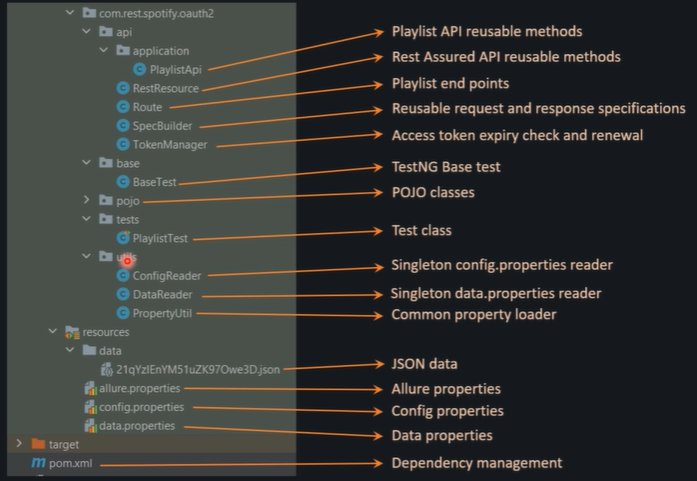 com.rest.spotify.oauth2
api
Playlist API reusable methods
application
Rest Assured API reusable methods
PlaylistApi
Playlist end points
RestResource
Route
Reusable request and response specifications
SpecBuilder
Access token expiry check and renewal
TokenManager
base
TestNG Base test
BaseTest
POJO classes
pojo
tests
Test class
PlaylistTest
utils
Singleton config.properties reader
ConfigReader
Singleton data.properties reader
DataReader
Common property loader
PropertyUtil
resources
data
JSON data
21qYzIEnYM51uZK97Owe3D.json
Allure properties
allure.properties
Config properties
config.properties
data.properties
Data properties
target
pom.xml
Dependency management